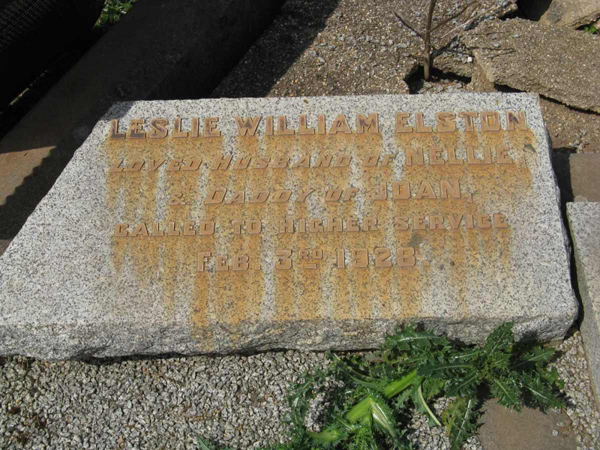 LESLIE WILLIAM ELSTON
LOVED HUSBAND OF NELLIE,
& DADDY OF JOAN,
CALLED TO HIGHER SERVICE
FEB. 3RD 1928.